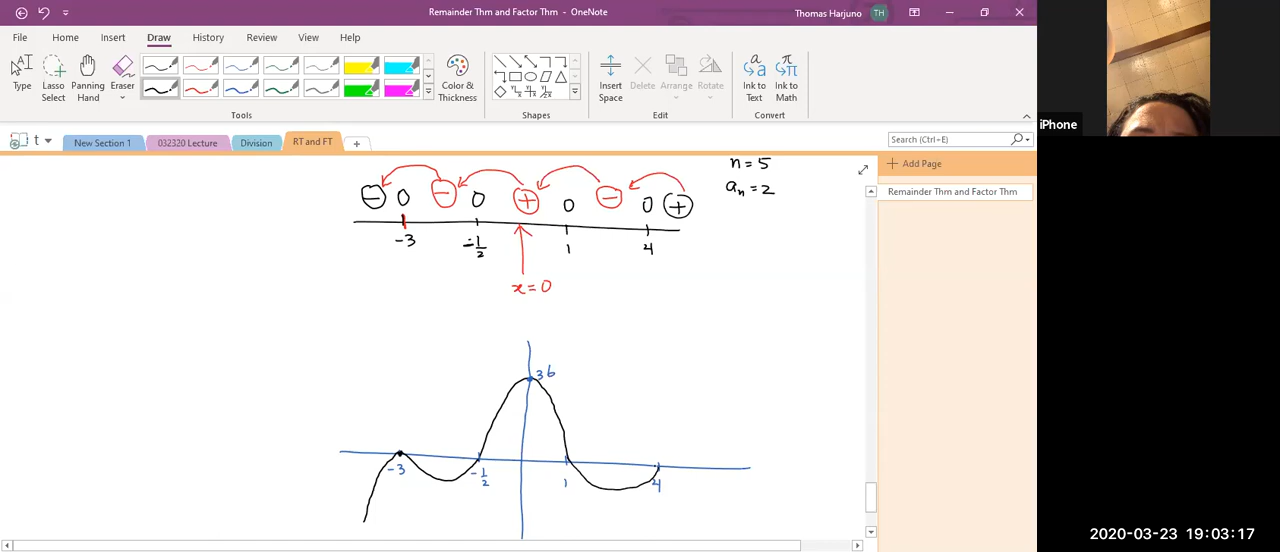 Remainder Thm and Factor Thm - OneNote
Thomas Harjuno TH
File Home Insert Draw History Review View Help
Type Lasso Select Panning Hand Eraser
Color & Thickness
Insert Space Delete Arrange Rotate
Ink to Text Ink to Math
Tools Shapes Edit Convert
iPhone
t New Section 1 032320 Lecture Division RT and FT
Search (Ctrl+E)
Add Page
Remainder Thm and Factor Thm
n = 5
aₙ = 2
− 0 − 0 + 0 − 0 +
-3 -1/2 1 4
x = 0
36
-3 -1/2 1 4
2020-03-23 19:03:17